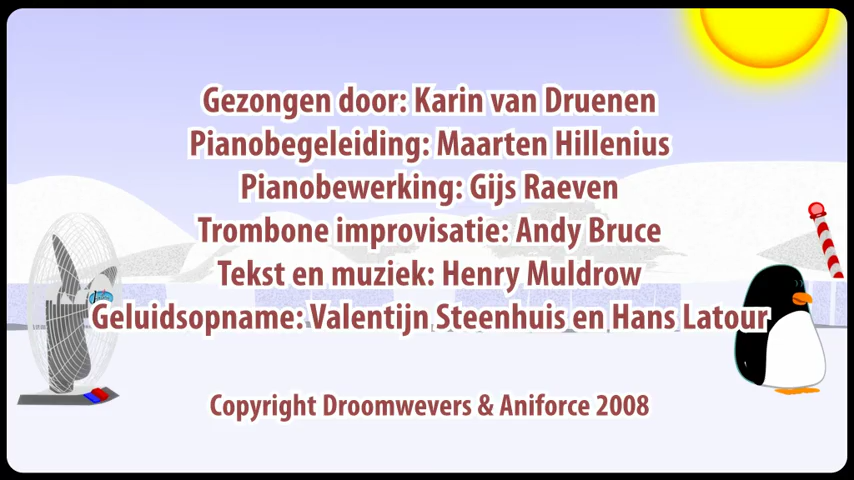 Gezongen door: Karin van Druenen
Pianobegeleiding: Maarten Hillenius
Pianobewerking: Gijs Raeven
Trombone improvisatie: Andy Bruce
Tekst en muziek: Henry Muldrow
Geluidsopname: Valentijn Steenhuis en Hans Latour
Copyright Droomwevers & Aniforce 2008